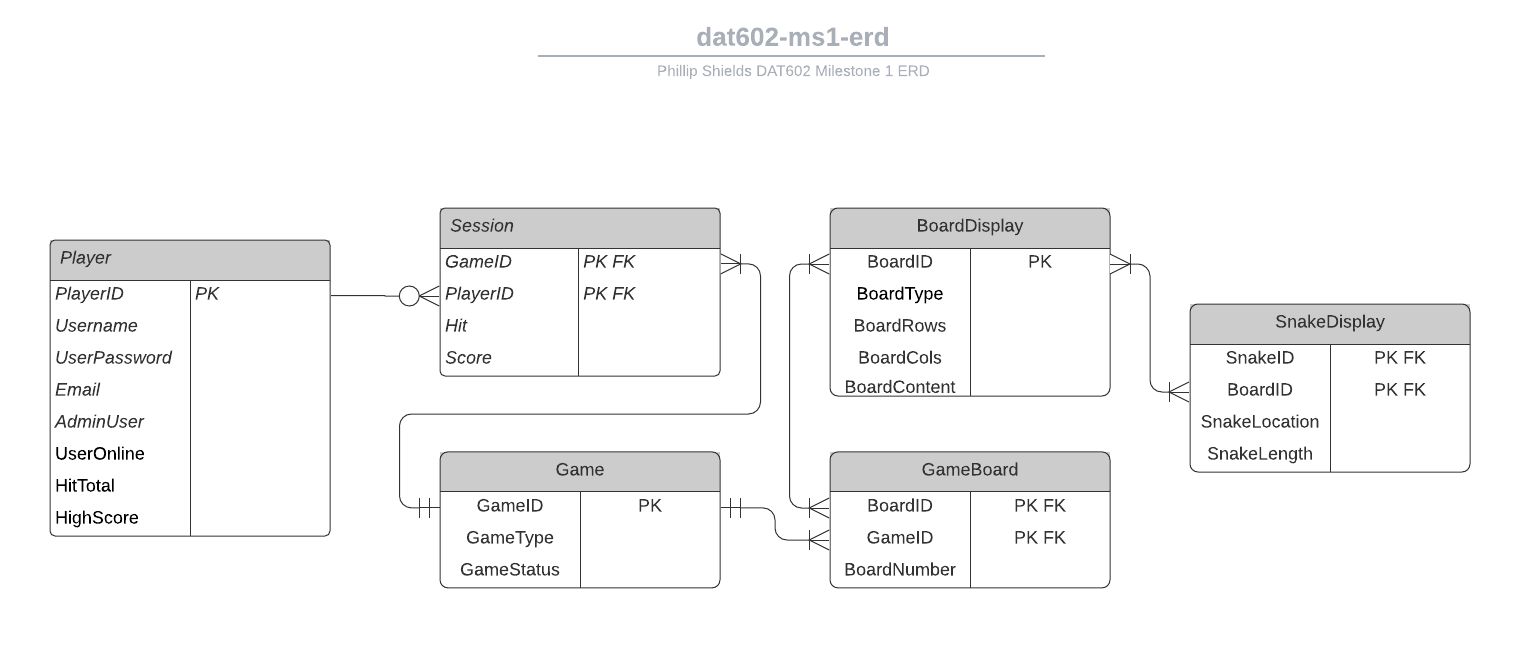 dat602-ms1-erd
Phillip Shields DAT602 Milestone 1 ERD
Player
PlayerID PK
Username
UserPassword
Email
AdminUser
UserOnline
HitTotal
HighScore
Session
GameID PK FK
PlayerID PK FK
Hit
Score
Game
GameID PK
GameType
GameStatus
BoardDisplay
BoardID PK
BoardType
BoardRows
BoardCols
BoardContent
GameBoard
BoardID PK FK
GameID PK FK
BoardNumber
SnakeDisplay
SnakeID PK FK
BoardID PK FK
SnakeLocation
SnakeLength